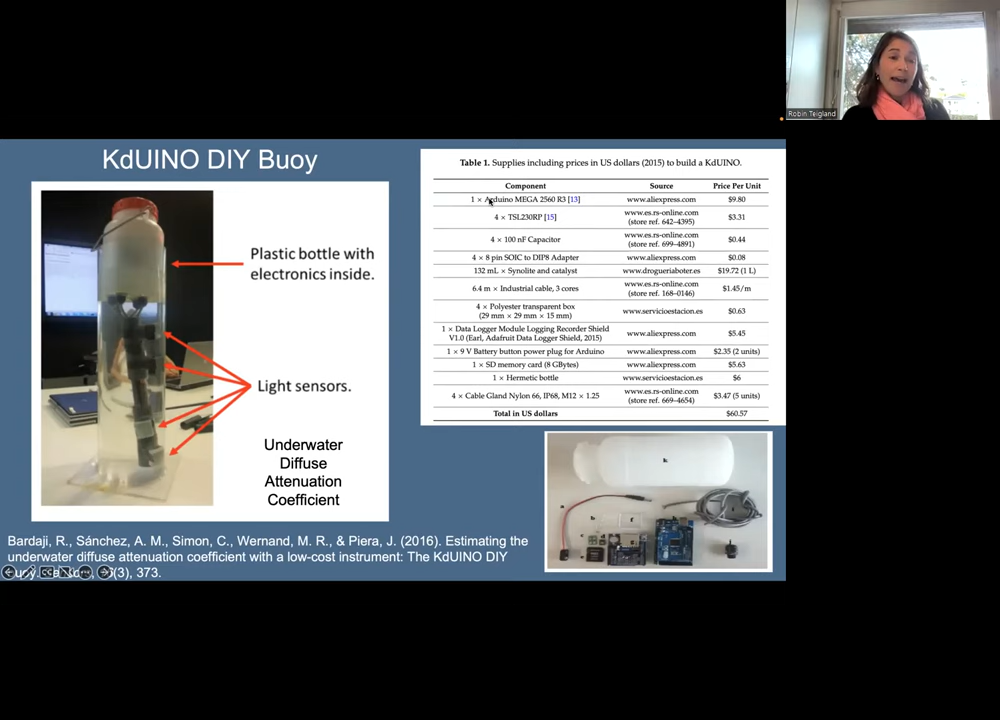 Robin Teigland
KdUINO DIY Buoy
Plastic bottle with
electronics inside.
Light sensors.
Underwater
Diffuse
Attenuation
Coefficient
Table 1. Supplies including prices in US dollars (2015) to build a KdUINO.
Component Source Price Per Unit
1 × Arduino MEGA 2560 R3 [13] www.aliexpress.com $9.80
4 × TSL230RP [15] www.es.rs-online.com (store ref. 642–4395) $3.31
4 × 100 nF Capacitor www.es.rs-online.com (store ref. 699–4891) $0.44
4 × 8 pin SOIC to DIP8 Adapter www.aliexpress.com $0.08
132 mL × Synolite and catalyst www.drogueriaboter.es $19.72 (1 L)
6.4 m × Industrial cable, 3 cores www.es.rs-online.com (store ref. 168–0146) $1.45/m
4 × Polyester transparent box (29 mm × 29 mm × 15 mm) www.servicioestacion.es $0.63
1 × Data Logger Module Logging Recorder Shield V1.0 (Earl, Adafruit Data Logger Shield, 2015) www.aliexpress.com $5.45
1 × 9 V Battery button power plug for Arduino www.aliexpress.com $2.35 (2 units)
1 × SD memory card (8 GBytes) www.aliexpress.com $5.63
1 × Hermetic bottle www.servicioestacion.es $6
4 × Cable Gland Nylon 66, IP68, M12 × 1.25 www.es.rs-online.com (store ref. 669–4654) $3.47 (5 units)
Total in US dollars $60.57
Bardaji, R., Sánchez, A. M., Simon, C., Wernand, M. R., & Piera, J. (2016). Estimating the
underwater diffuse attenuation coefficient with a low-cost instrument: The KdUINO DIY
(3), 373.